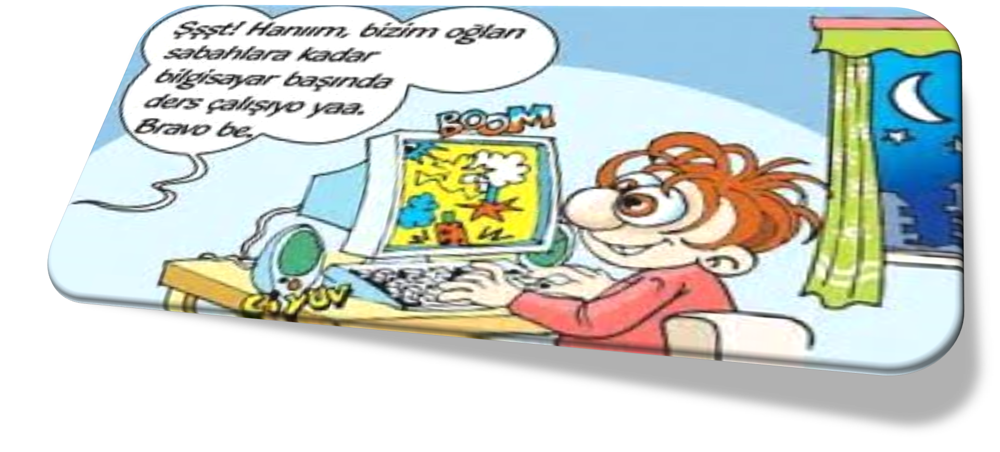 Şşşt! Hanıım, bizim oğlan
sabahlara kadar
bilgisayar başında
ders çalışıyo yaa.
Bravo be.
BOOM